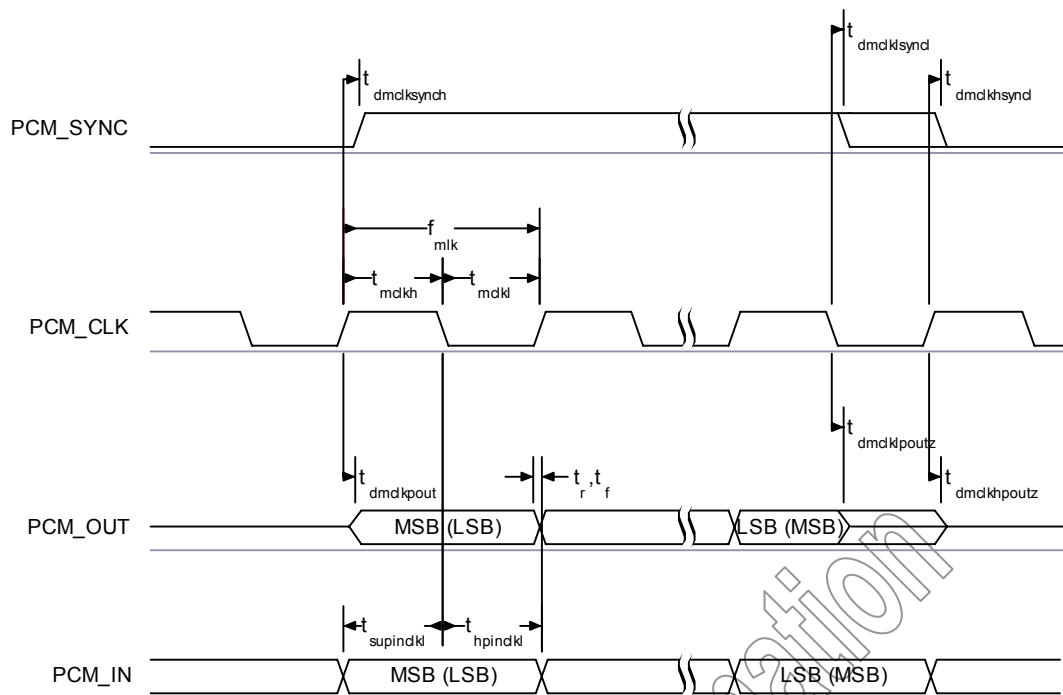 t dmclklsyncl
t dmclksynch
t dmclkhsyncl
PCM_SYNC
f mlk
t mclkh
t mclkl
PCM_CLK
t dmclklpoutz
t dmclkpout
t r ,t f
t dmclkhpoutz
PCM_OUT
MSB (LSB)
LSB (MSB)
t supinclkl
t hpinclkl
PCM_IN
MSB (LSB)
LSB (MSB)